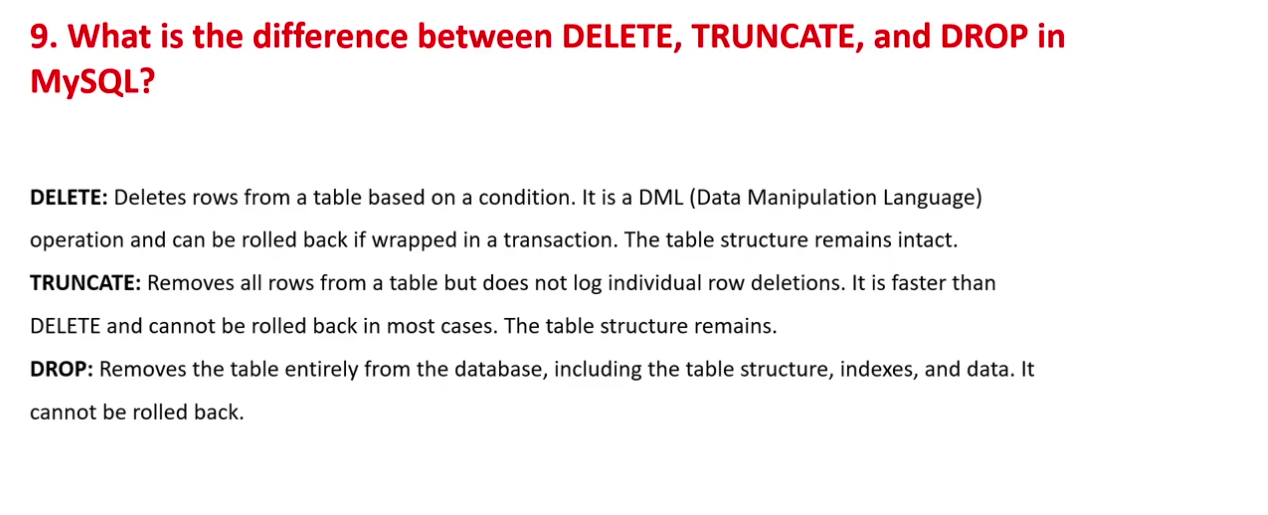 9. What is the difference between DELETE, TRUNCATE, and DROP in
MySQL?
DELETE: Deletes rows from a table based on a condition. It is a DML (Data Manipulation Language)
operation and can be rolled back if wrapped in a transaction. The table structure remains intact.
TRUNCATE: Removes all rows from a table but does not log individual row deletions. It is faster than
DELETE and cannot be rolled back in most cases. The table structure remains.
DROP: Removes the table entirely from the database, including the table structure, indexes, and data. It
cannot be rolled back.